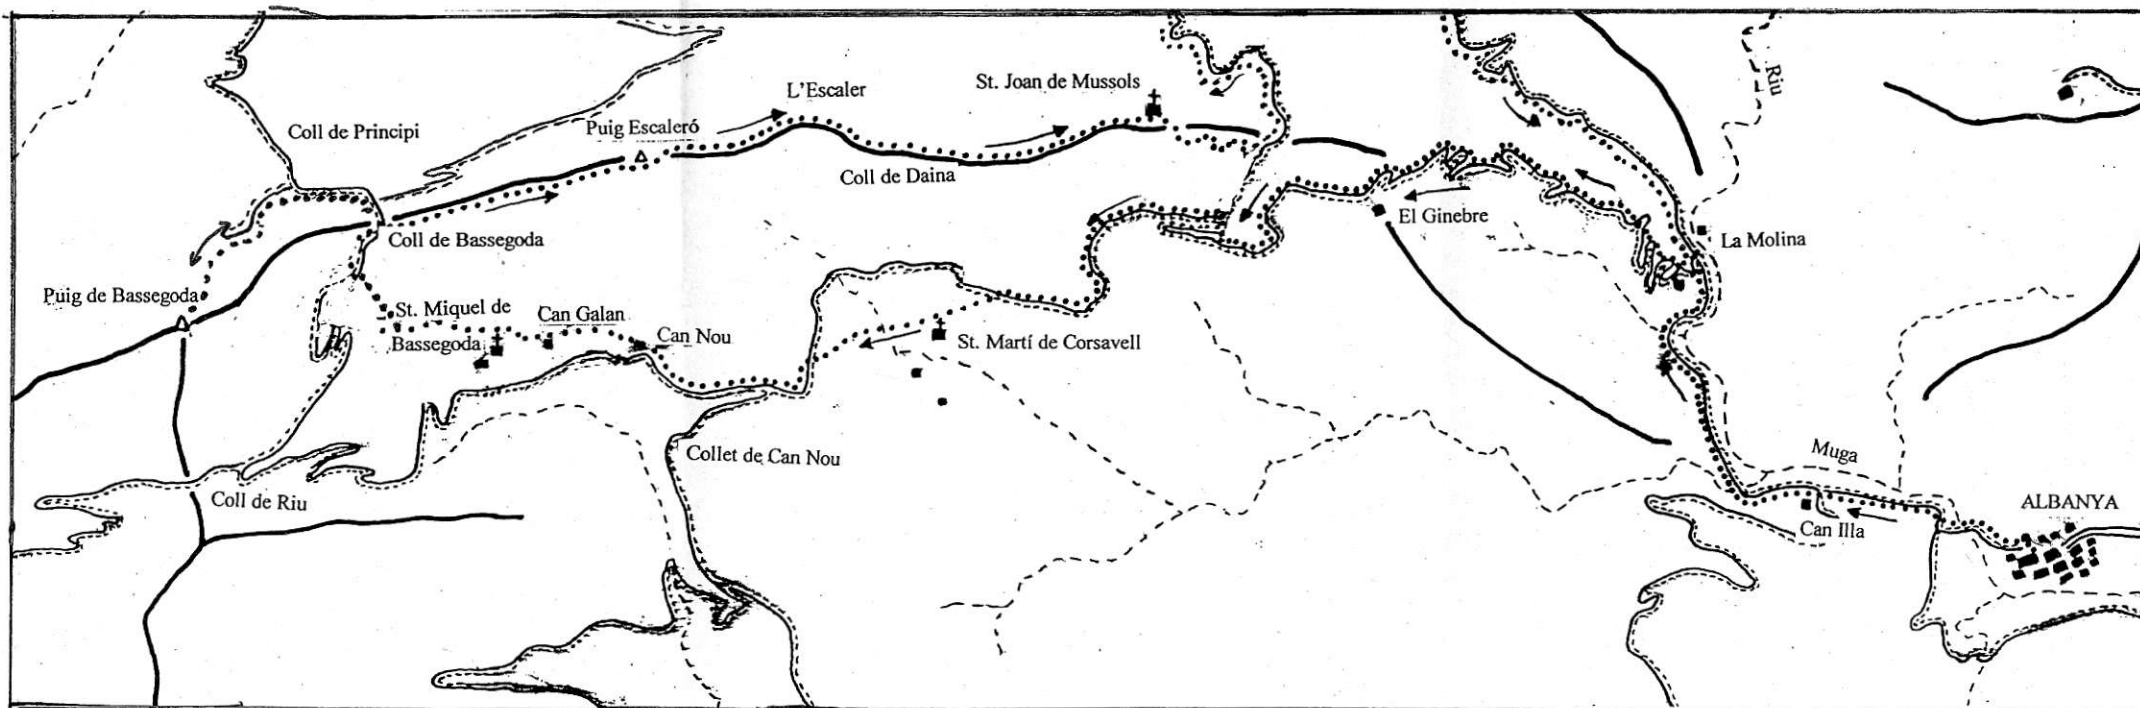 L'Escaler
St. Joan de Mussols
Riu
Coll de Principi
Puig Escaleró
Coll de Daina
El Ginebre
Coll de Bassegoda
La Molina
Puig de Bassegoda
St. Miquel de
Bassegoda
Can Galan
Can Nou
St. Martí de Corsavell
Collet de Can Nou
Muga
Coll de Riu
ALBANYA
Can Illa